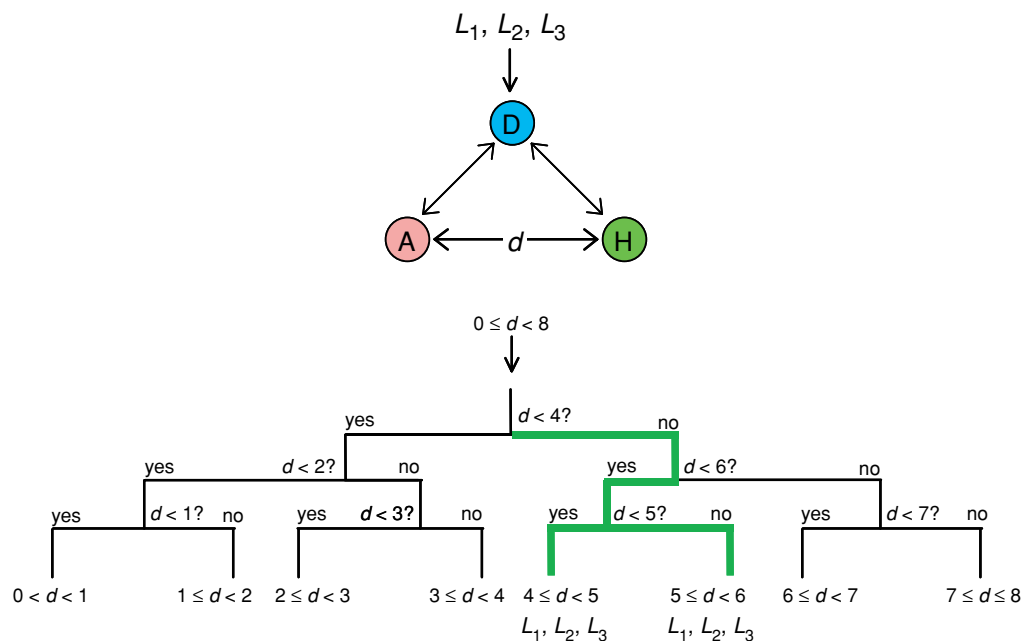 L₁, L₂, L₃
D
A d H
0 ≤ d < 8
d < 4?
yes no
yes d < 2? no yes d < 6? no
yes d < 1? no yes d < 3? no yes d < 5? no yes d < 7? no
0 < d < 1 1 ≤ d < 2 2 ≤ d < 3 3 ≤ d < 4 4 ≤ d < 5 5 ≤ d < 6 6 ≤ d < 7 7 ≤ d ≤ 8
L₁, L₂, L₃ L₁, L₂, L₃